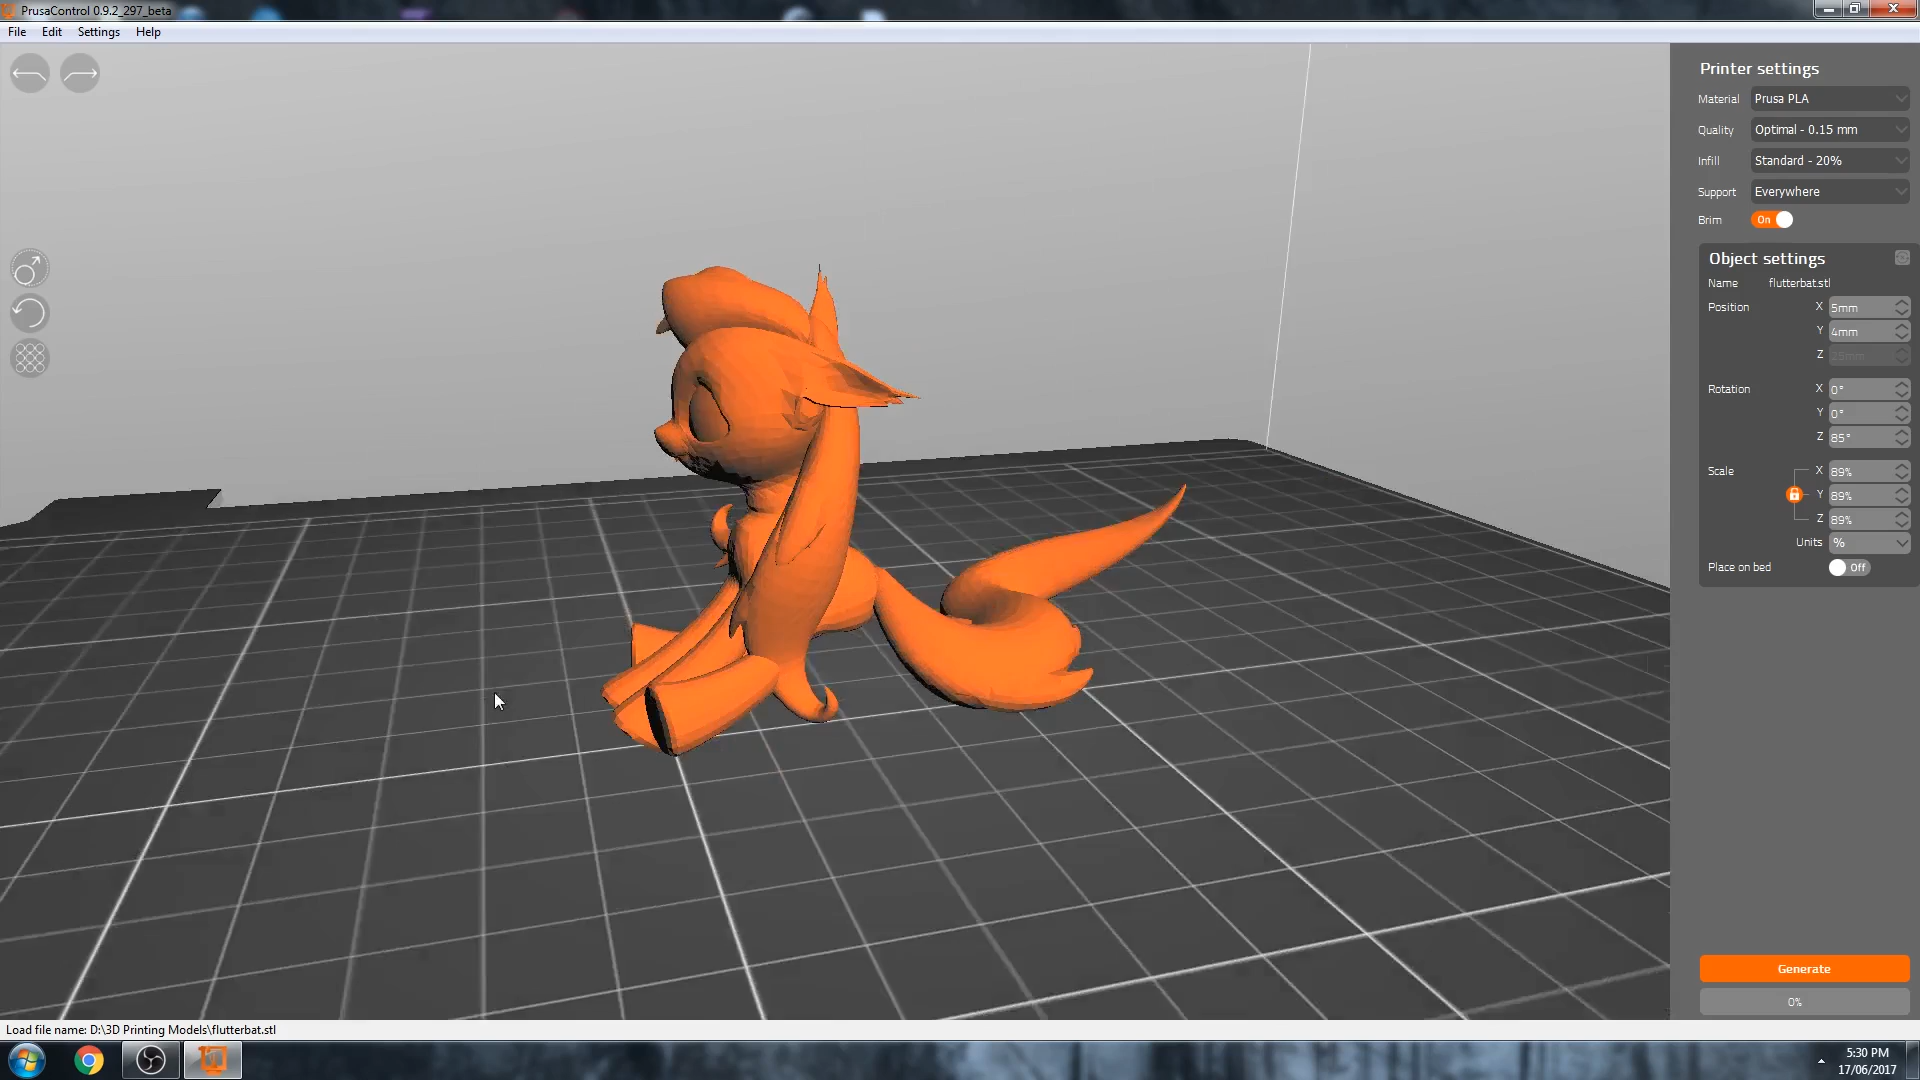 PrusaControl 0.9.2_297_beta
File Edit Settings Help
Printer settings
Material Prusa PLA
Quality Optimal - 0.15 mm
Infill Standard - 20%
Support Everywhere
Brim On
Object settings
Name flutterbat.stl
Position X 5mm
Y 4mm
Z 25mm
Rotation X 0°
Y 0°
Z 85°
Scale X 89%
Y 89%
Z 89%
Units %
Place on bed Off
Generate
0%
Load file name: D:\3D Printing Models\flutterbat.stl
5:30 PM
17/06/2017